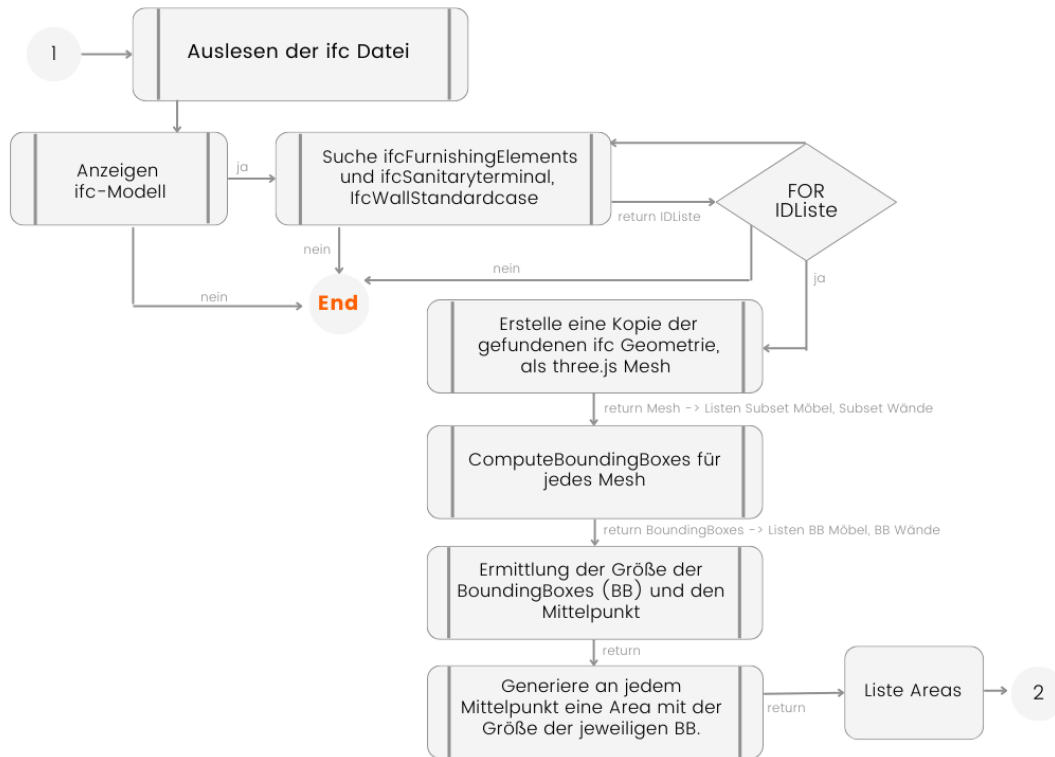 1
Auslesen der ifc Datei
Anzeigen
ifc-Modell
ja
Suche ifcFurnishingElements
und ifcSanitaryterminal,
IfcWallStandardcase
return IDListe
FOR
IDListe
nein
nein
nein
End
ja
Erstelle eine Kopie der
gefundenen ifc Geometrie,
als three.js Mesh
return Mesh -> Listen Subset Möbel, Subset Wände
ComputeBoundingBoxes für
jedes Mesh
return BoundingBoxes -> Listen BB Möbel, BB Wände
Ermittlung der Größe der
BoundingBoxes (BB) und den
Mittelpunkt
return
Generiere an jedem
Mittelpunkt eine Area mit der
Größe der jeweiligen BB.
return
Liste Areas
2